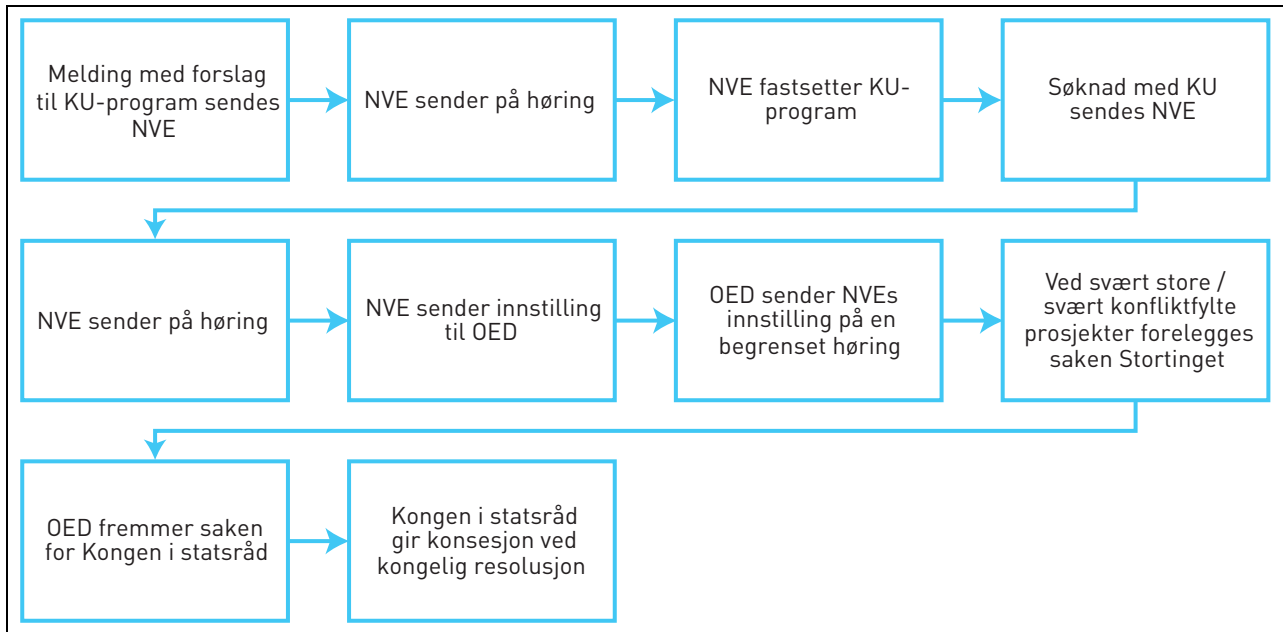 Melding med forslag
til KU-program sendes
NVE
NVE sender på høring
NVE fastsetter KU-
program
Søknad med KU
sendes NVE
NVE sender på høring
NVE sender innstilling
til OED
OED sender NVEs
innstilling på en
begrenset høring
Ved svært store /
svært konfliktfylte
prosjekter forelegges
saken Stortinget
OED fremmer saken
for Kongen i statsråd
Kongen i statsråd
gir konsesjon ved
kongelig resolusjon